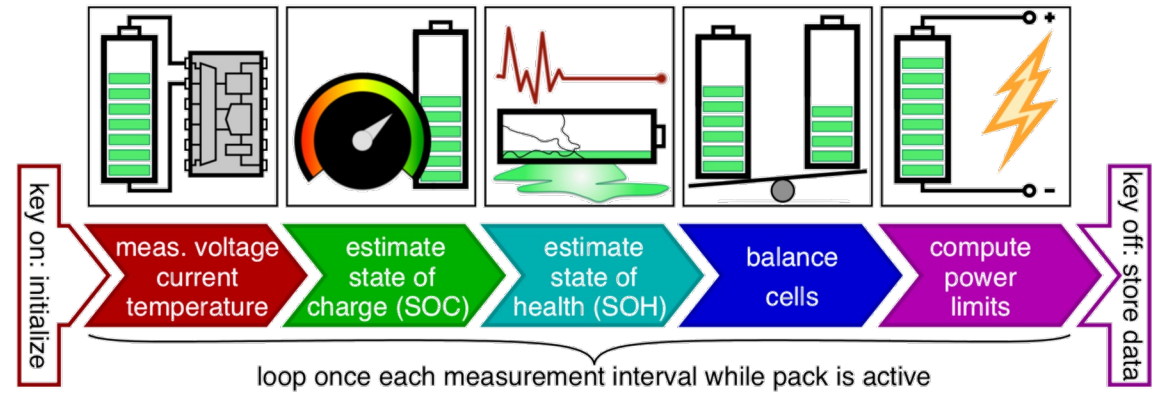 +
−
key on: initialize
meas. voltage
current
temperature
estimate
state of
charge (SOC)
estimate
state of
health (SOH)
balance
cells
compute
power
limits
key off: store data
loop once each measurement interval while pack is active